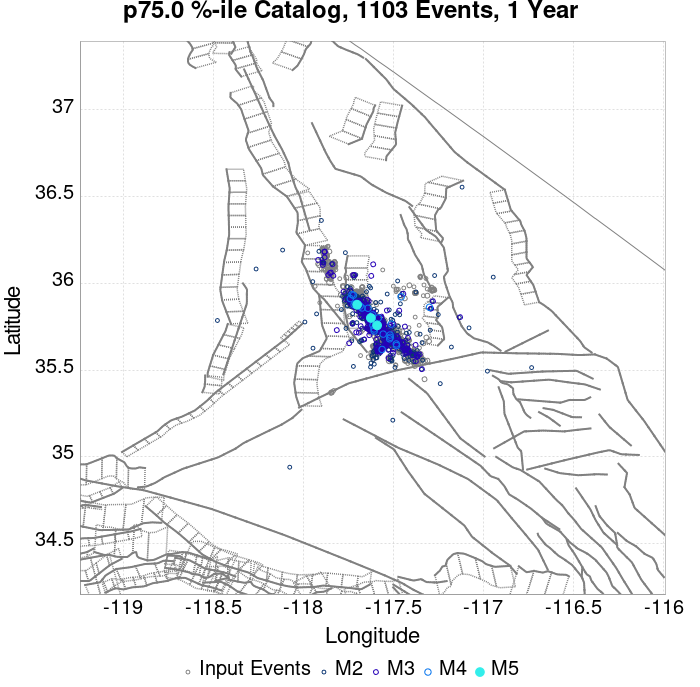 p75.0 %-ile Catalog, 1103 Events, 1 Year
37
36.5
36
35.5
35
34.5
Latitude
-119
-118.5
-118
-117.5
-117
-116.5
-116
Longitude
Input Events
M2
M3
M4
M5